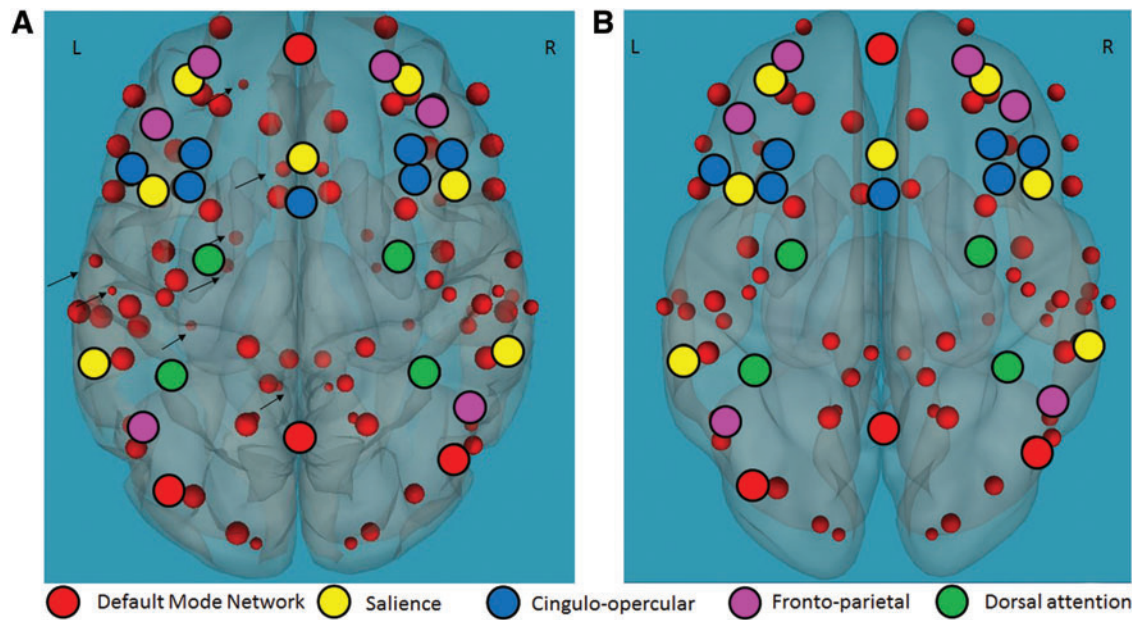 A
B
L
R
L
R
Default Mode Network
Salience
Cingulo-opercular
Fronto-parietal
Dorsal attention